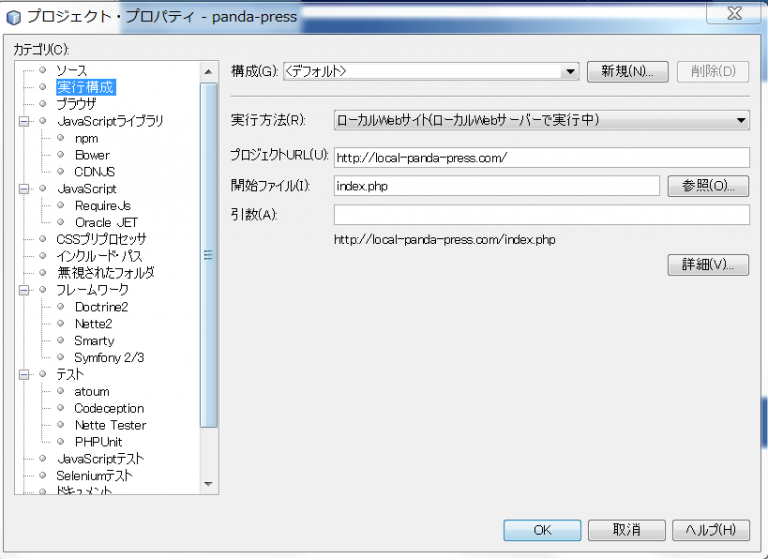 プロジェクト・プロパティ - panda-press
カテゴリ(C):
ソース
実行構成
ブラウザ
JavaScriptライブラリ
npm
Bower
CDNJS
JavaScript
RequireJs
Oracle JET
CSSプリプロセッサ
インクルード・パス
無視されたフォルダ
フレームワーク
Doctrine2
Nette2
Smarty
Symfony 2/3
テスト
atoum
Codeception
Nette Tester
PHPUnit
JavaScriptテスト
Seleniumテスト
ドキュメント
構成(G): <デフォルト> 新規(N)... 削除(D)
実行方法(R): ローカルWebサイト(ローカルWebサーバーで実行中)
プロジェクトURL(U): http://local-panda-press.com/
開始ファイル(I): index.php 参照(O)...
引数(A):
http://local-panda-press.com/index.php
詳細(V)...
OK 取消 ヘルプ(H)